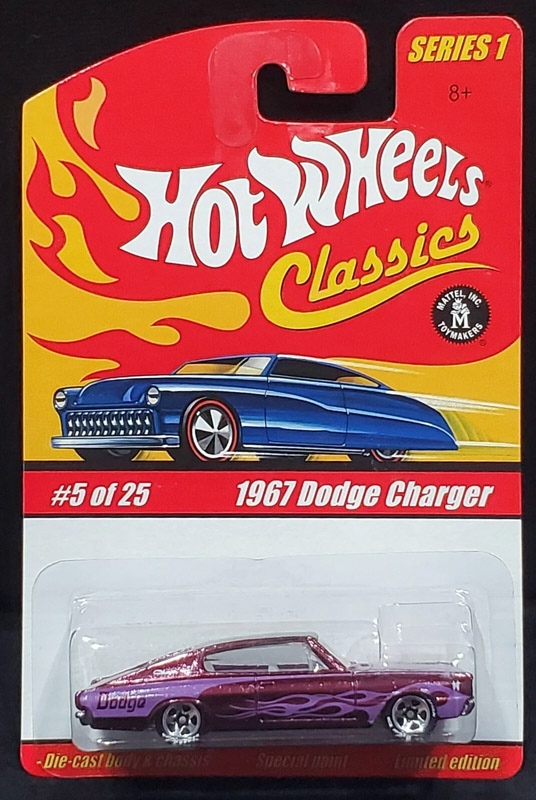 SERIES 1
8+
HOT WHEELS®
Classics
MATTEL, INC.
M
TOYMAKERS
#5 of 25
1967 Dodge Charger
Dodge
-Die-cast body & chassis
Special paint
Limited edition